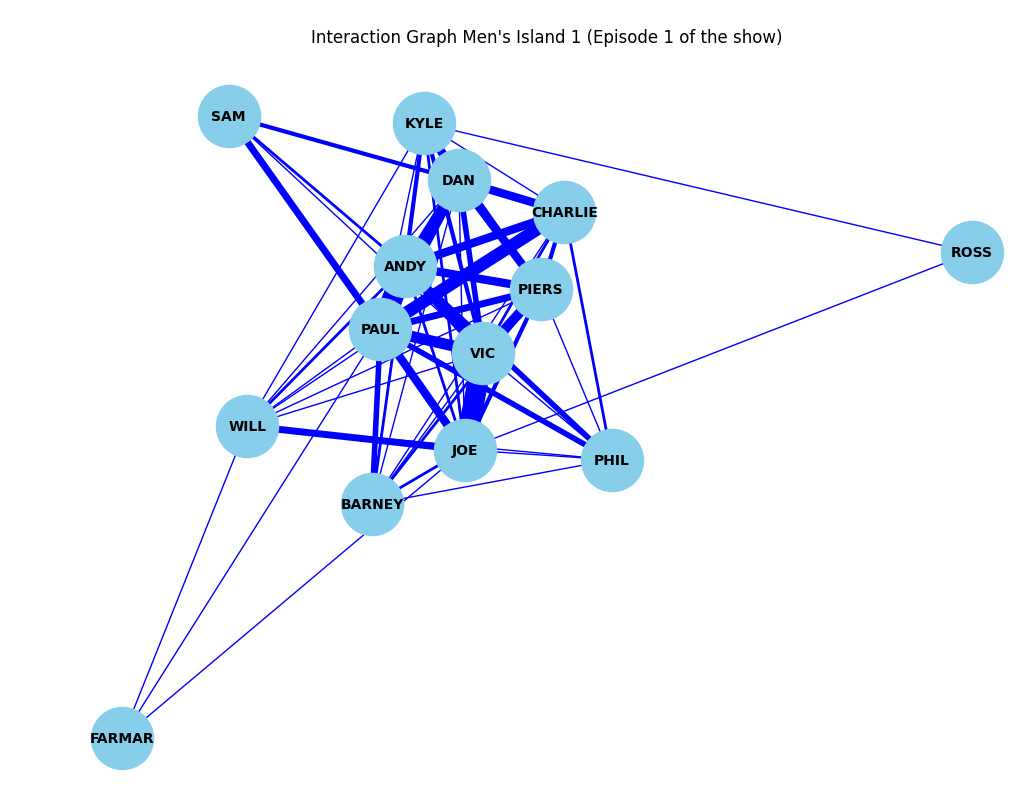 Interaction Graph Men's Island 1 (Episode 1 of the show)
SAM
KYLE
DAN
CHARLIE
ROSS
ANDY
PIERS
PAUL
VIC
WILL
JOE
PHIL
BARNEY
FARMAR